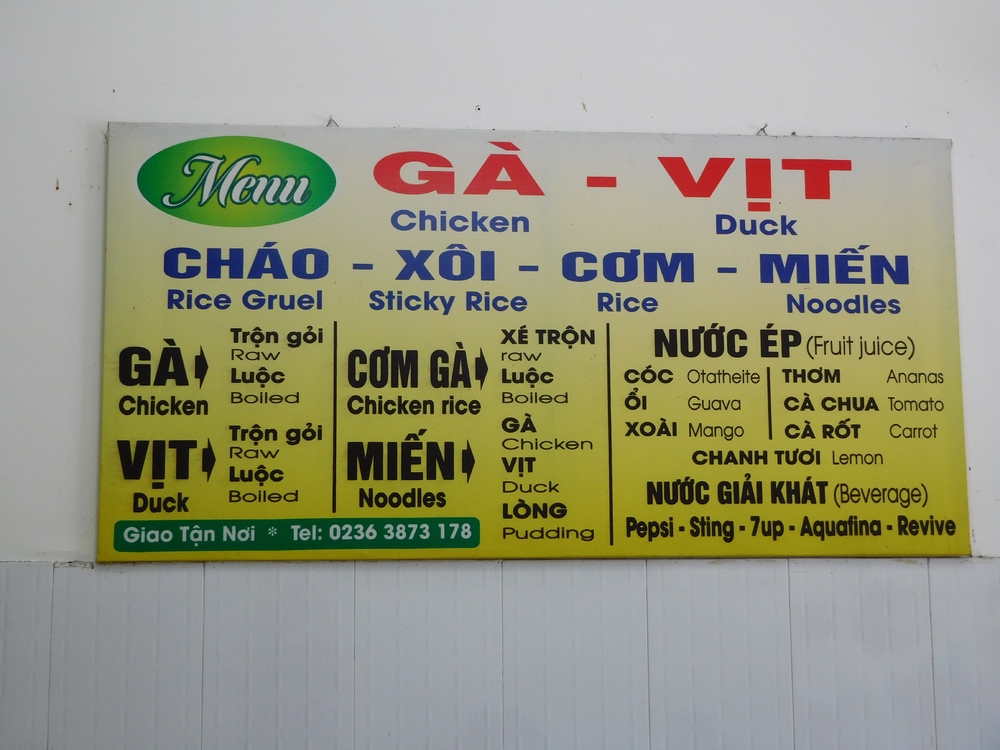 Menu
GÀ - VỊT
Chicken Duck
CHÁO - XÔI - CƠM - MIẾN
Rice Gruel Sticky Rice Rice Noodles
GÀ
Chicken
Trộn gỏi
Raw
Luộc
Boiled
VỊT
Duck
Trộn gỏi
Raw
Luộc
Boiled
Giao Tận Nơi * Tel: 0236 3873 178
CƠM GÀ
Chicken rice
XÉ TRỘN
raw
Luộc
Boiled
MIẾN
Noodles
GÀ
Chicken
VỊT
Duck
LÒNG
Pudding
NƯỚC ÉP (Fruit juice)
CÓC Otatheite
ỔI Guava
XOÀI Mango
THƠM Ananas
CÀ CHUA Tomato
CÀ RỐT Carrot
CHANH TƯƠI Lemon
NƯỚC GIẢI KHÁT (Beverage)
Pepsi - Sting - 7up - Aquafina - Revive